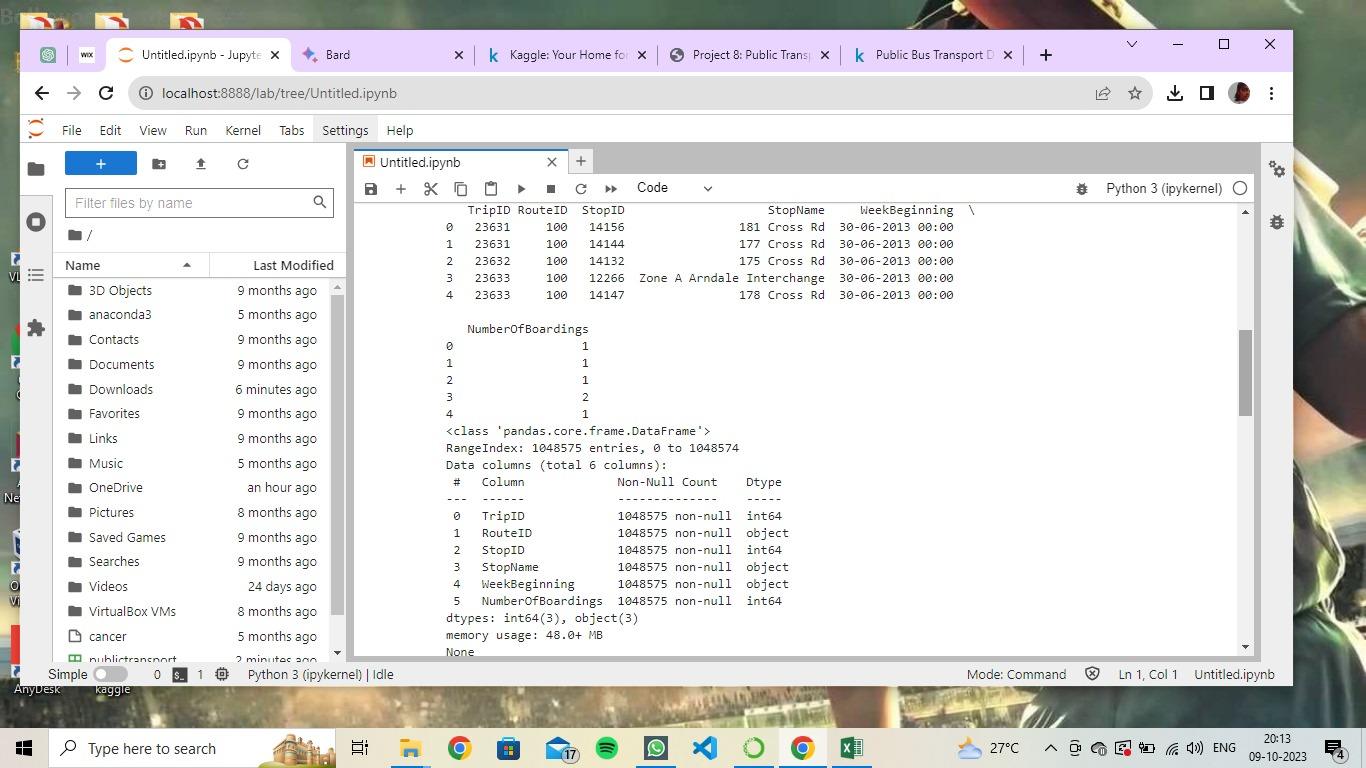 Untitled.ipynb - Jupyte
Bard
Kaggle: Your Home for
Project 8: Public Transp
Public Bus Transport D
WIX
localhost:8888/lab/tree/Untitled.ipynb
File Edit View Run Kernel Tabs Settings Help
Untitled.ipynb
Code
Python 3 (ipykernel)
Filter files by name
/
Name Last Modified
3D Objects 9 months ago
anaconda3 5 months ago
Contacts 9 months ago
Documents 9 months ago
Downloads 6 minutes ago
Favorites 9 months ago
Links 9 months ago
Music 5 months ago
OneDrive an hour ago
Pictures 8 months ago
Saved Games 9 months ago
Searches 9 months ago
Videos 24 days ago
VirtualBox VMs 8 months ago
cancer 5 months ago
publictransport 2 minutes ago
TripID RouteID StopID StopName WeekBeginning \
0 23631 100 14156 181 Cross Rd 30-06-2013 00:00
1 23631 100 14144 177 Cross Rd 30-06-2013 00:00
2 23632 100 14132 175 Cross Rd 30-06-2013 00:00
3 23633 100 12266 Zone A Arndale Interchange 30-06-2013 00:00
4 23633 100 14147 178 Cross Rd 30-06-2013 00:00
NumberOfBoardings
0 1
1 1
2 1
3 2
4 1
<class 'pandas.core.frame.DataFrame'>
RangeIndex: 1048575 entries, 0 to 1048574
Data columns (total 6 columns):
# Column Non-Null Count Dtype
--- ------ -------------- -----
0 TripID 1048575 non-null int64
1 RouteID 1048575 non-null object
2 StopID 1048575 non-null int64
3 StopName 1048575 non-null object
4 WeekBeginning 1048575 non-null object
5 NumberOfBoardings 1048575 non-null int64
dtypes: int64(3), object(3)
memory usage: 48.0+ MB
None
Simple 0 1 Python 3 (ipykernel) | Idle
Mode: Command Ln 1, Col 1 Untitled.ipynb
AnyDesk kaggle
Type here to search
17
27°C
ENG
20:13
09-10-2023
4